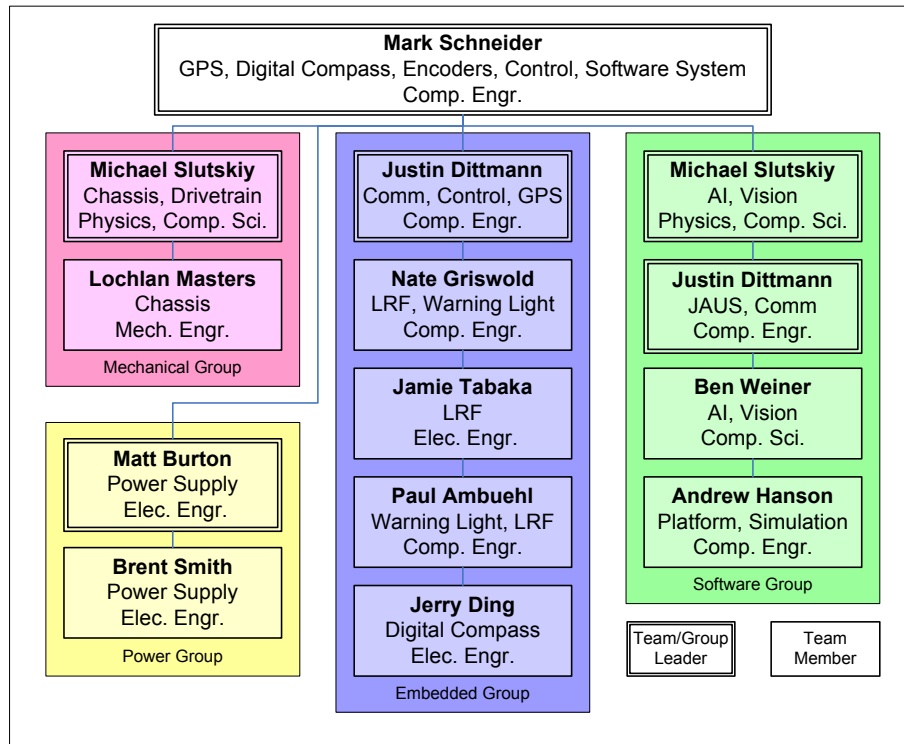 Mark Schneider
GPS, Digital Compass, Encoders, Control, Software System
Comp. Engr.
Michael Slutskiy
Chassis, Drivetrain
Physics, Comp. Sci.
Lochlan Masters
Chassis
Mech. Engr.
Mechanical Group
Matt Burton
Power Supply
Elec. Engr.
Brent Smith
Power Supply
Elec. Engr.
Power Group
Justin Dittmann
Comm, Control, GPS
Comp. Engr.
Nate Griswold
LRF, Warning Light
Comp. Engr.
Jamie Tabaka
LRF
Elec. Engr.
Paul Ambuehl
Warning Light, LRF
Comp. Engr.
Jerry Ding
Digital Compass
Elec. Engr.
Embedded Group
Michael Slutskiy
AI, Vision
Physics, Comp. Sci.
Justin Dittmann
JAUS, Comm
Comp. Engr.
Ben Weiner
AI, Vision
Comp. Sci.
Andrew Hanson
Platform, Simulation
Comp. Engr.
Software Group
Team/Group
Leader
Team
Member